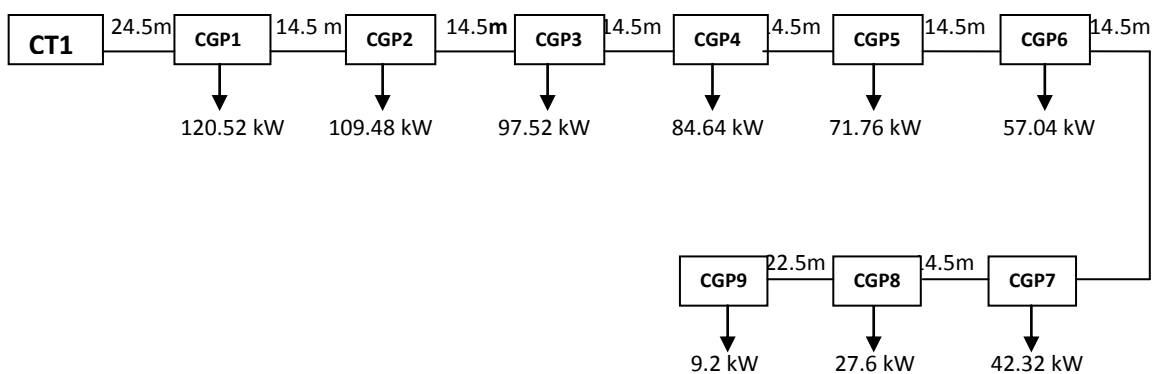 24.5m 14.5 m 14.5m 14.5m 14.5m 14.5m 14.5m
CT1 CGP1 CGP2 CGP3 CGP4 CGP5 CGP6
120.52 kW 109.48 kW 97.52 kW 84.64 kW 71.76 kW 57.04 kW
22.5m 14.5m
CGP9 CGP8 CGP7
9.2 kW 27.6 kW 42.32 kW